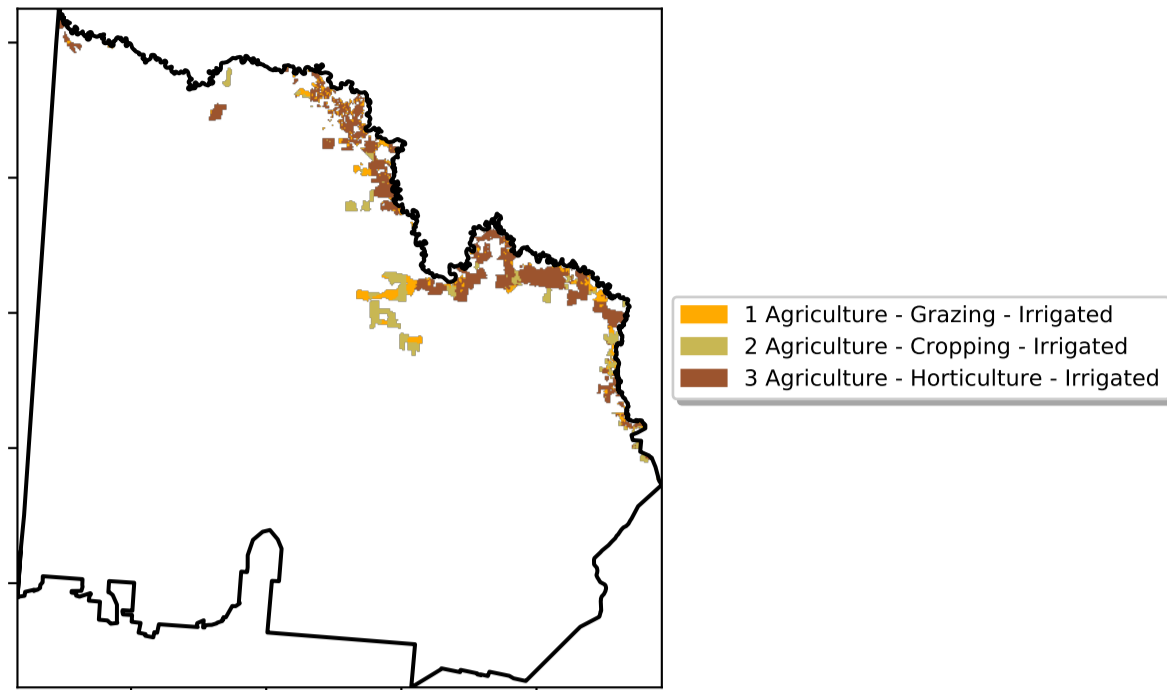 1 Agriculture - Grazing - Irrigated
2 Agriculture - Cropping - Irrigated
3 Agriculture - Horticulture - Irrigated